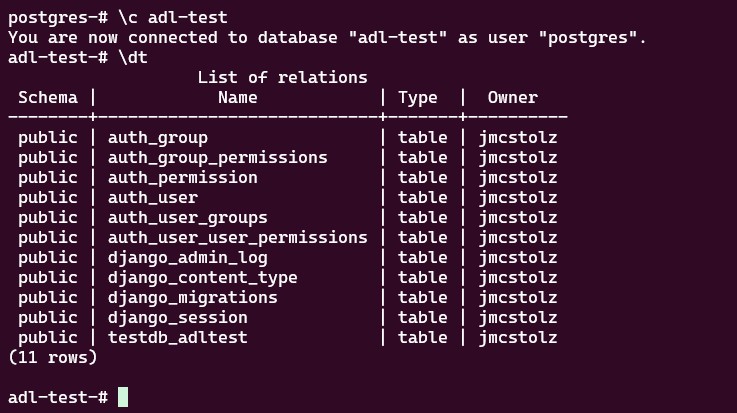 postgres-# \c adl-test
You are now connected to database "adl-test" as user "postgres".
adl-test-# \dt
                   List of relations
 Schema |            Name            | Type  |  Owner
--------+----------------------------+-------+----------
 public | auth_group                 | table | jmcstolz
 public | auth_group_permissions     | table | jmcstolz
 public | auth_permission            | table | jmcstolz
 public | auth_user                  | table | jmcstolz
 public | auth_user_groups           | table | jmcstolz
 public | auth_user_user_permissions | table | jmcstolz
 public | django_admin_log           | table | jmcstolz
 public | django_content_type        | table | jmcstolz
 public | django_migrations          | table | jmcstolz
 public | django_session             | table | jmcstolz
 public | testdb_adltest             | table | jmcstolz
(11 rows)
adl-test-#